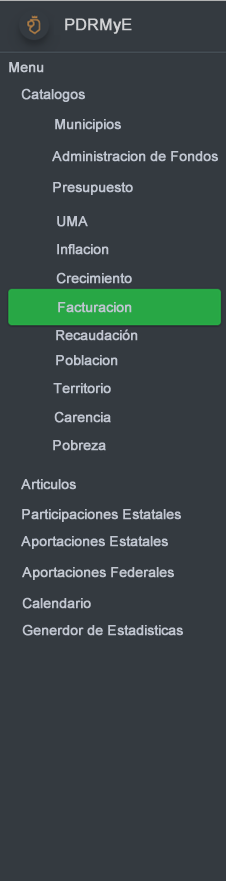 PDRMyE
Menu
Catalogos
Municipios
Administracion de Fondos
Presupuesto
UMA
Inflacion
Crecimiento
Facturacion
Recaudación
Poblacion
Territorio
Carencia
Pobreza
Articulos
Participaciones Estatales
Aportaciones Estatales
Aportaciones Federales
Calendario
Generdor de Estadisticas